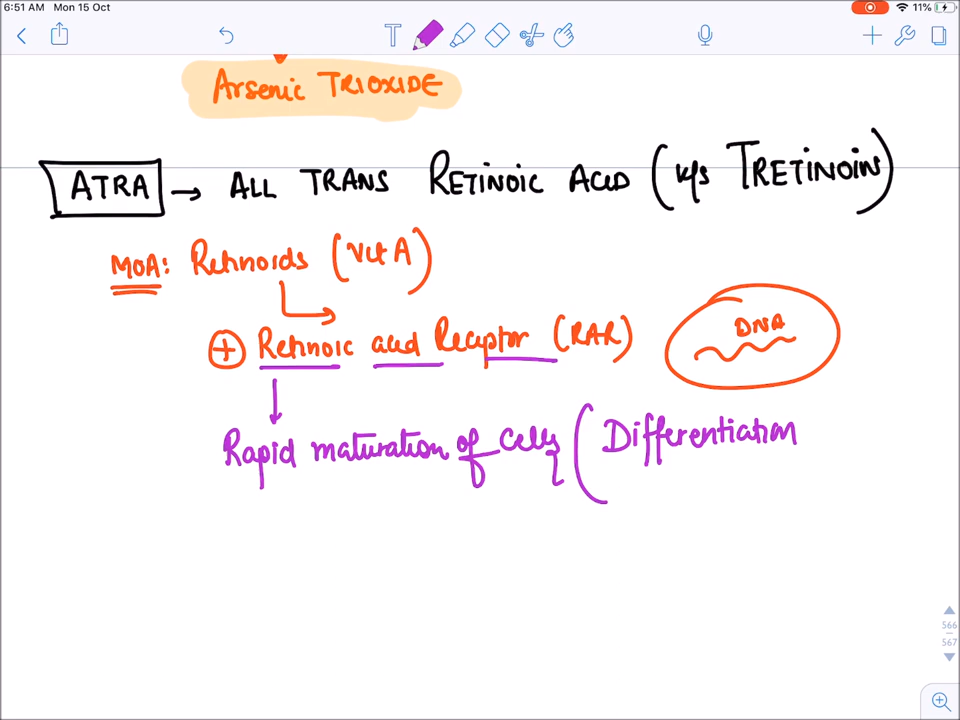 6:51 AM Mon 15 Oct
11%
T
Arsenic TRIOXIDE
ATRA → ALL TRANS RETINOIC ACID (k/s TRETINOIN)
MOA: Retinoids (Vit A)
⊕ Retinoic acid Receptor (RAR)
DNA
Rapid maturation of cells (Differentiation
566
567